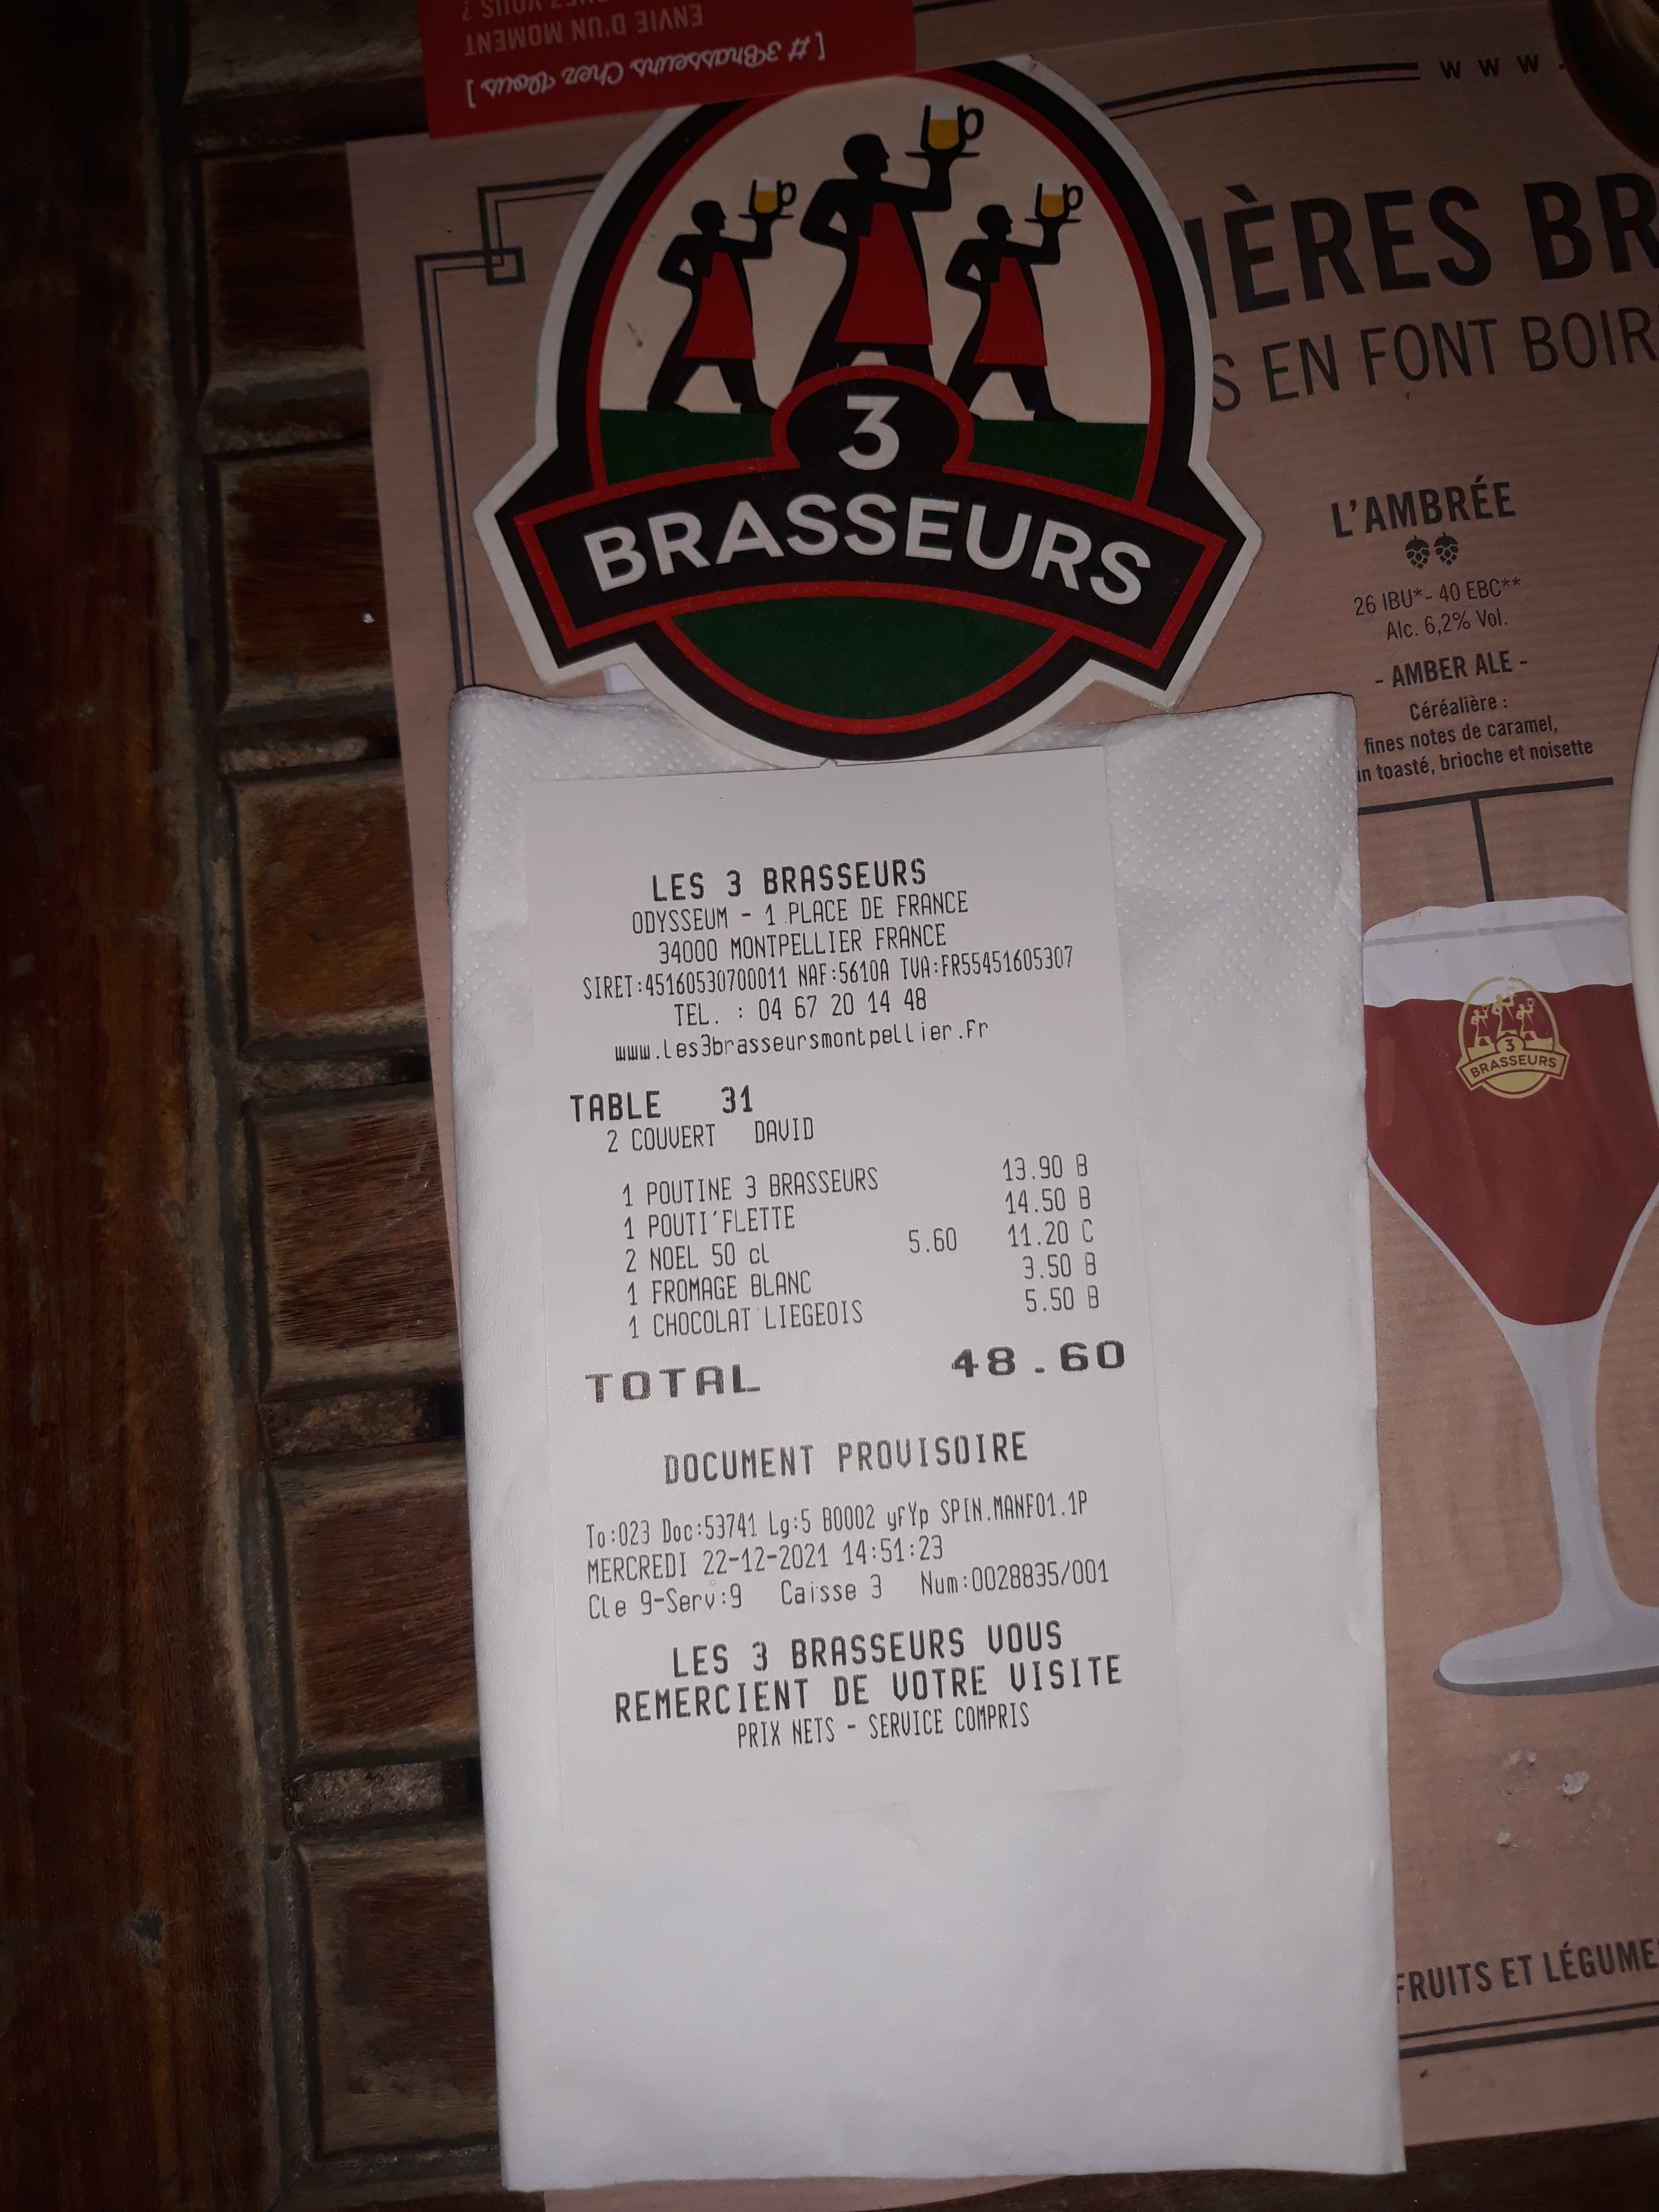 [ #3Brasseurs Chez Vous ]
ENVIE D'UN MOMENT
VOUS ?
WWW.
3
BRASSEURS
IÈRES BR
S EN FONT BOIR
L'AMBRÉE
26 IBU* - 40 EBC**
Alc. 6,2% Vol.
- AMBER ALE -
Céréalière :
fines notes de caramel,
in toasté, brioche et noisette
3
BRASSEURS
FRUITS ET LÉGUME
LES 3 BRASSEURS
ODYSSEUM - 1 PLACE DE FRANCE
34000 MONTPELLIER FRANCE
SIRET:45160530700011 NAF:5610A TVA:FR55451605307
TEL. : 04 67 20 14 48
www.les3brasseursmontpellier.fr
TABLE 31
2 COUVERT DAVID
1 POUTINE 3 BRASSEURS 13.90 B
1 POUTI'FLETTE 14.50 B
2 NOEL 50 cl 5.60 11.20 C
1 FROMAGE BLANC 3.50 B
1 CHOCOLAT LIEGEOIS 5.50 B
TOTAL 48.60
DOCUMENT PROVISOIRE
To:023 Doc:53741 Lg:5 B0002 yfYp SPIN.MANF01.1P
MERCREDI 22-12-2021 14:51:23
Cle 9-Serv:9 Caisse 3 Num:0028835/001
LES 3 BRASSEURS VOUS
REMERCIENT DE VOTRE VISITE
PRIX NETS - SERVICE COMPRIS